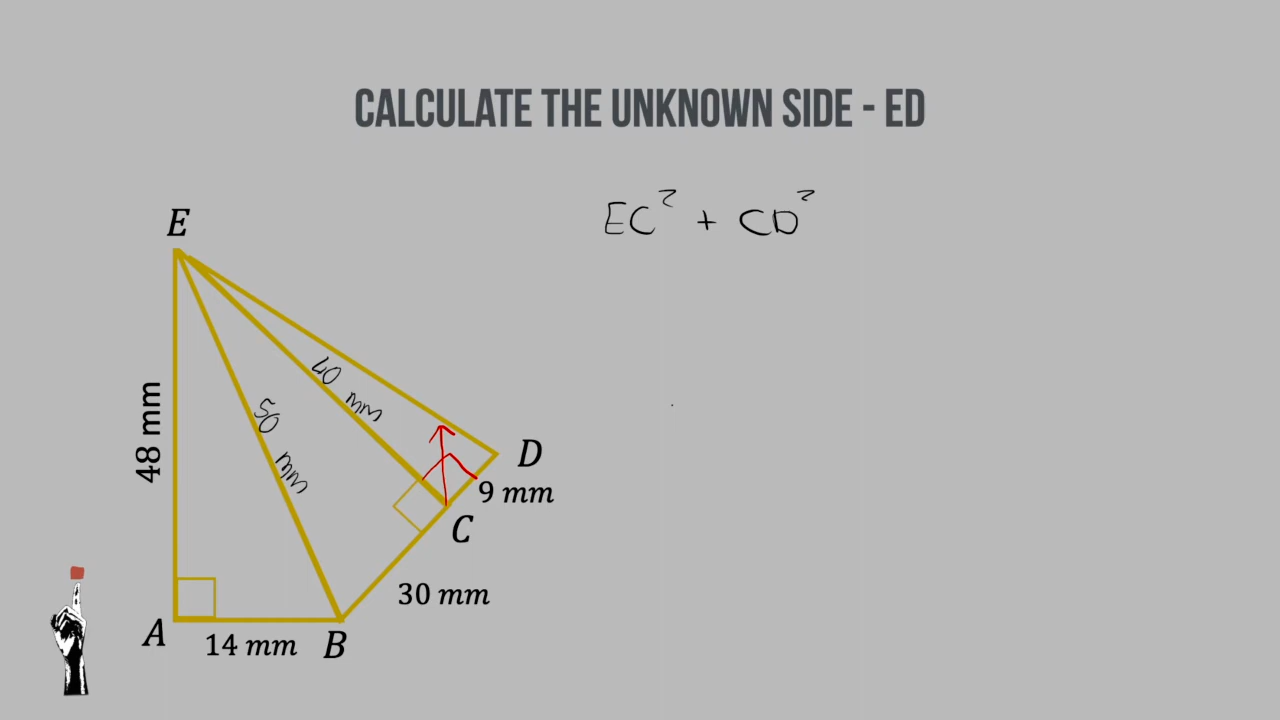 CALCULATE THE UNKNOWN SIDE - ED
EC² + CD²
E
48 mm
50 mm
40 mm
D
9 mm
C
30 mm
A
14 mm
B